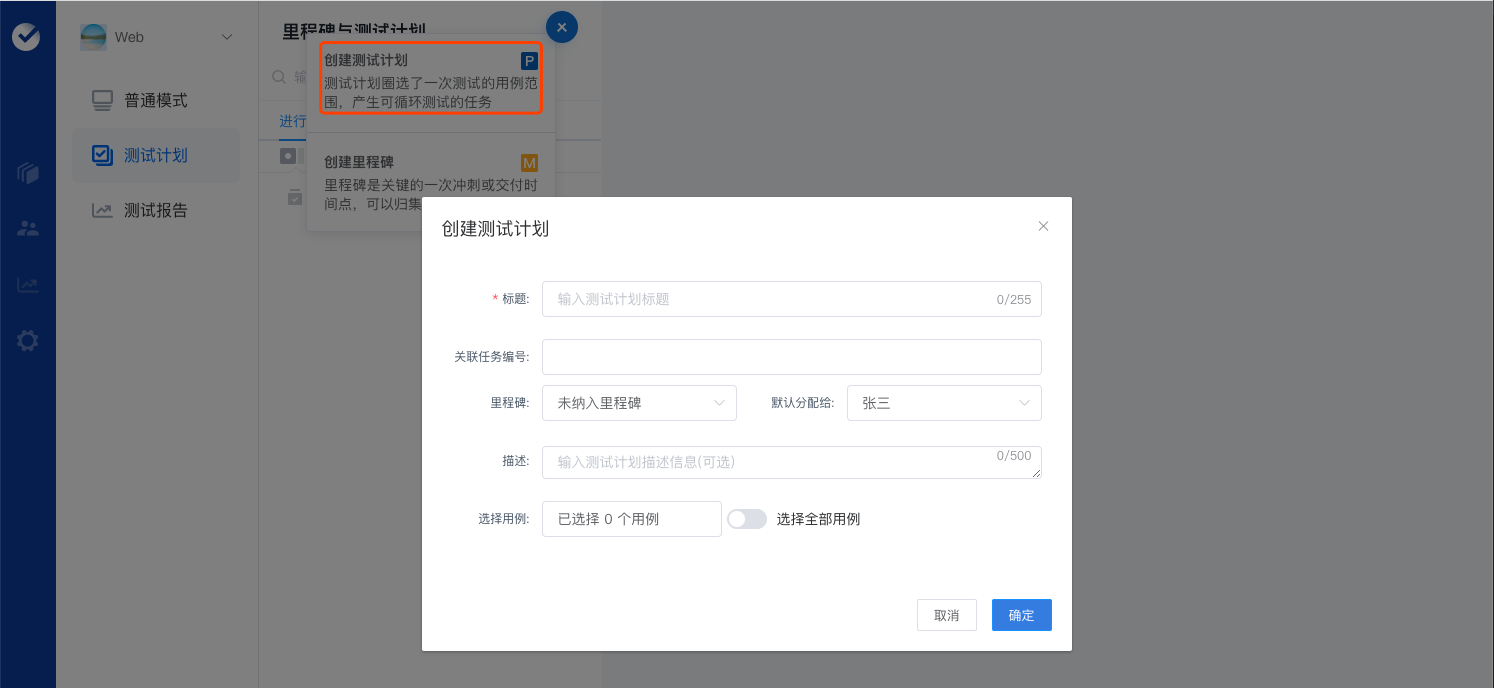 Web
普通模式
测试计划
测试报告
里程碑与测试计划
输
进行
创建测试计划
P
测试计划圈选了一次测试的用例范
围，产生可循环测试的任务
创建里程碑
M
里程碑是关键的一次冲刺或交付时
间点，可以归集
创建测试计划
* 标题:
输入测试计划标题
0/255
关联任务编号:
里程碑:
未纳入里程碑
默认分配给:
张三
描述:
输入测试计划描述信息(可选)
0/500
选择用例:
已选择 0 个用例
选择全部用例
取消
确定